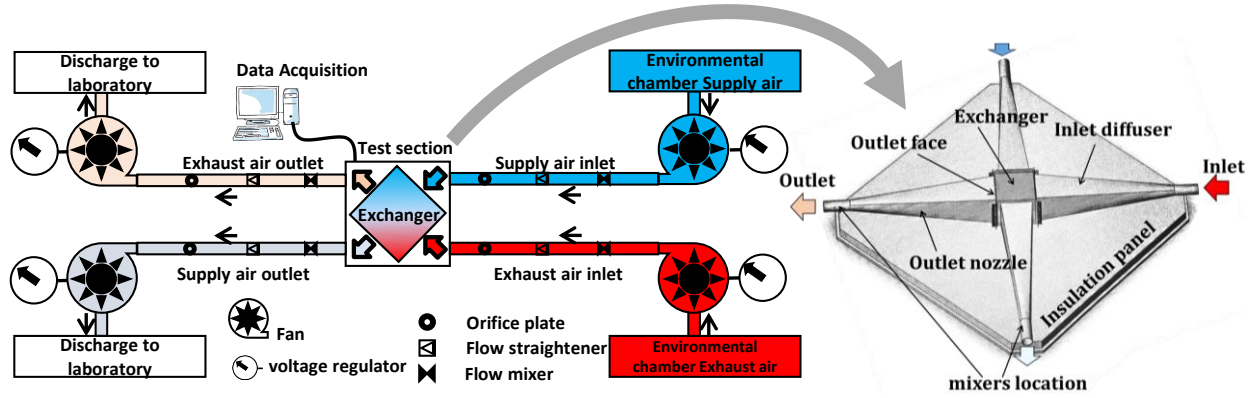 Discharge to
laboratory
Data Acquisition
Environmental
chamber Supply air
Exhaust air outlet
Test section
Supply air inlet
Exchanger
Supply air outlet
Exhaust air inlet
Discharge to
laboratory
Fan
voltage regulator
Orifice plate
Flow straightener
Flow mixer
Environmental
chamber Exhaust air
Exchanger
Inlet diffuser
Outlet face
Outlet
Inlet
Outlet nozzle
Insulation panel
mixers location